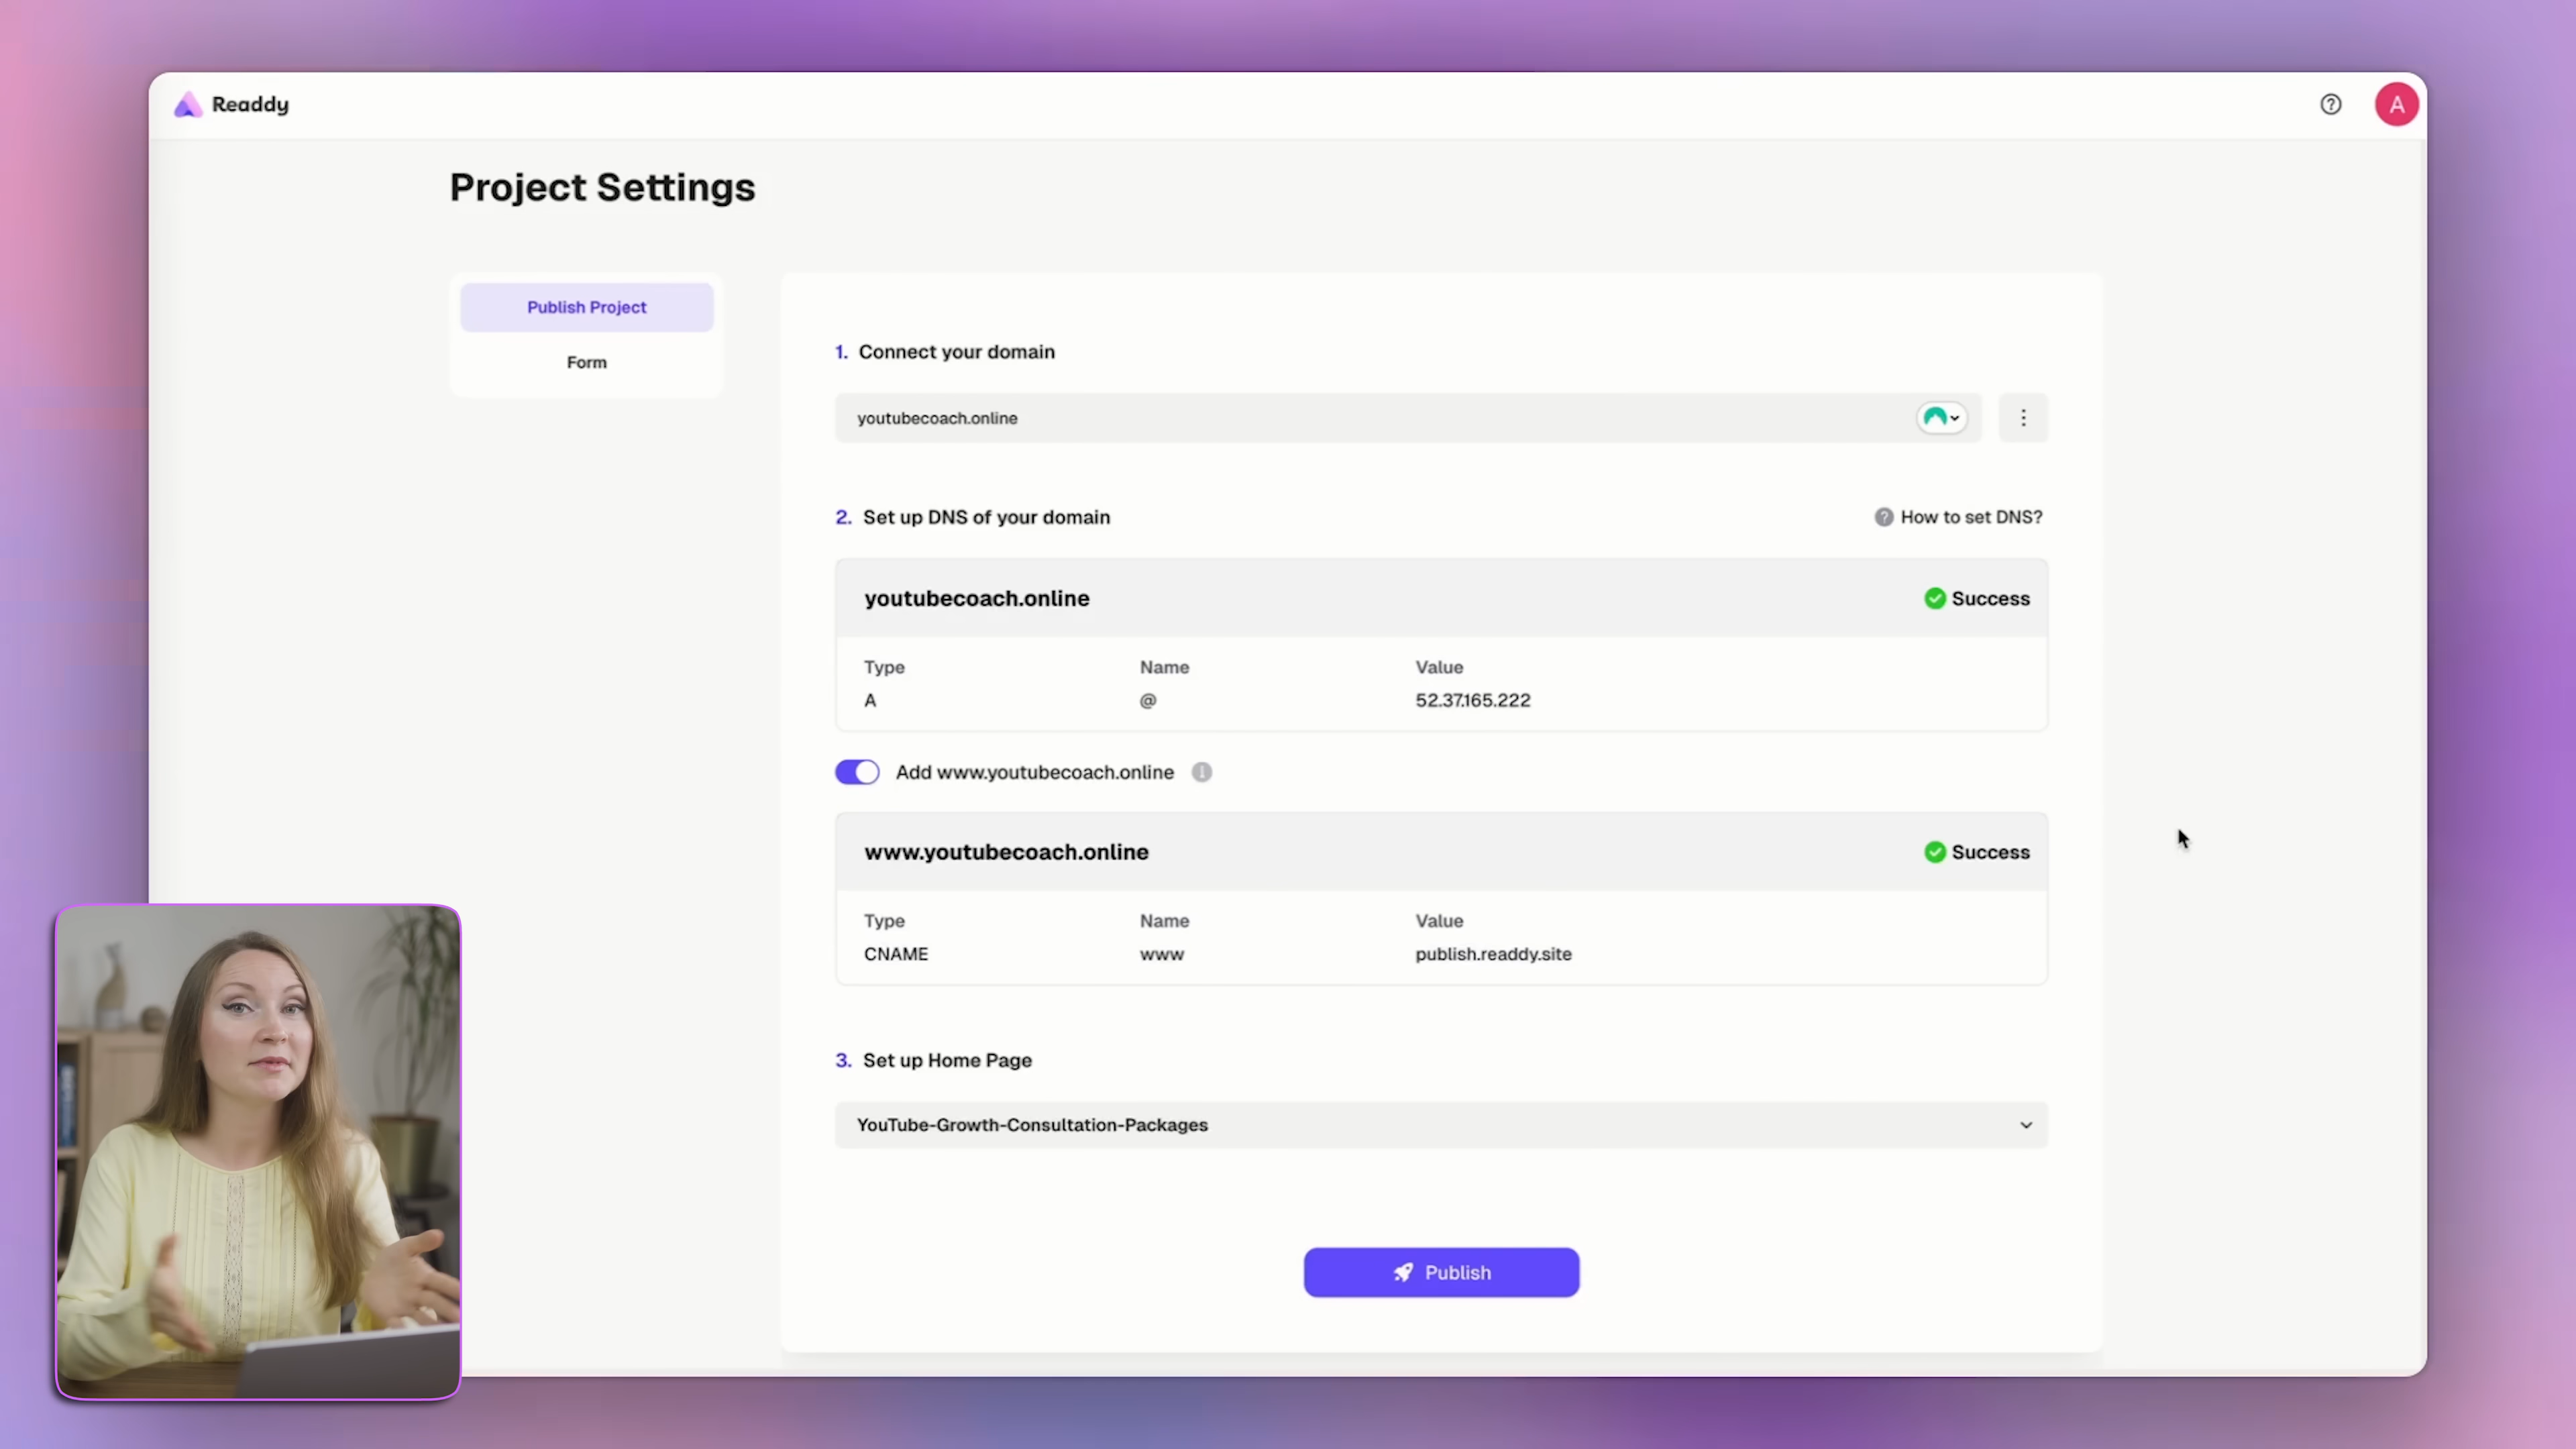 Readdy
A
Project Settings
Publish Project
Form
1. Connect your domain
youtubecoach.online
2. Set up DNS of your domain
How to set DNS?
youtubecoach.online
Success
Type Name Value
A @ 52.37.165.222
Add www.youtubecoach.online
www.youtubecoach.online
Success
Type Name Value
CNAME www publish.readdy.site
3. Set up Home Page
YouTube-Growth-Consultation-Packages
Publish